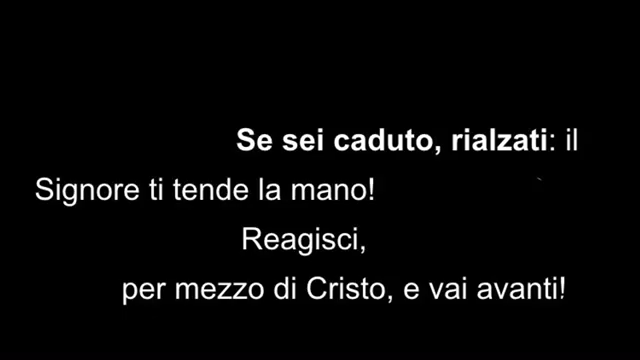 Se sei caduto, rialzati: il
Signore ti tende la mano!
Reagisci,
per mezzo di Cristo, e vai avanti!